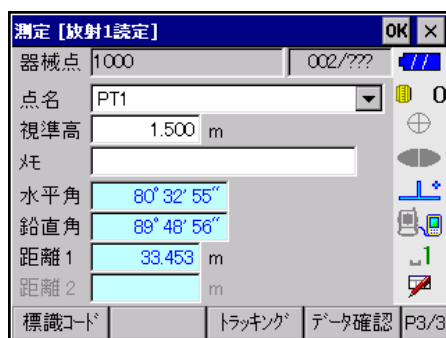 測定 [放射1読定] OK ×
器械点 1000 002/???
点名 PT1 0
視準高 1.500 m
メモ
水平角 80°32′55″
鉛直角 89°48′56″
距離1 33.453 m 1
距離2 m
標識コード トラッキング データ確認 P3/3